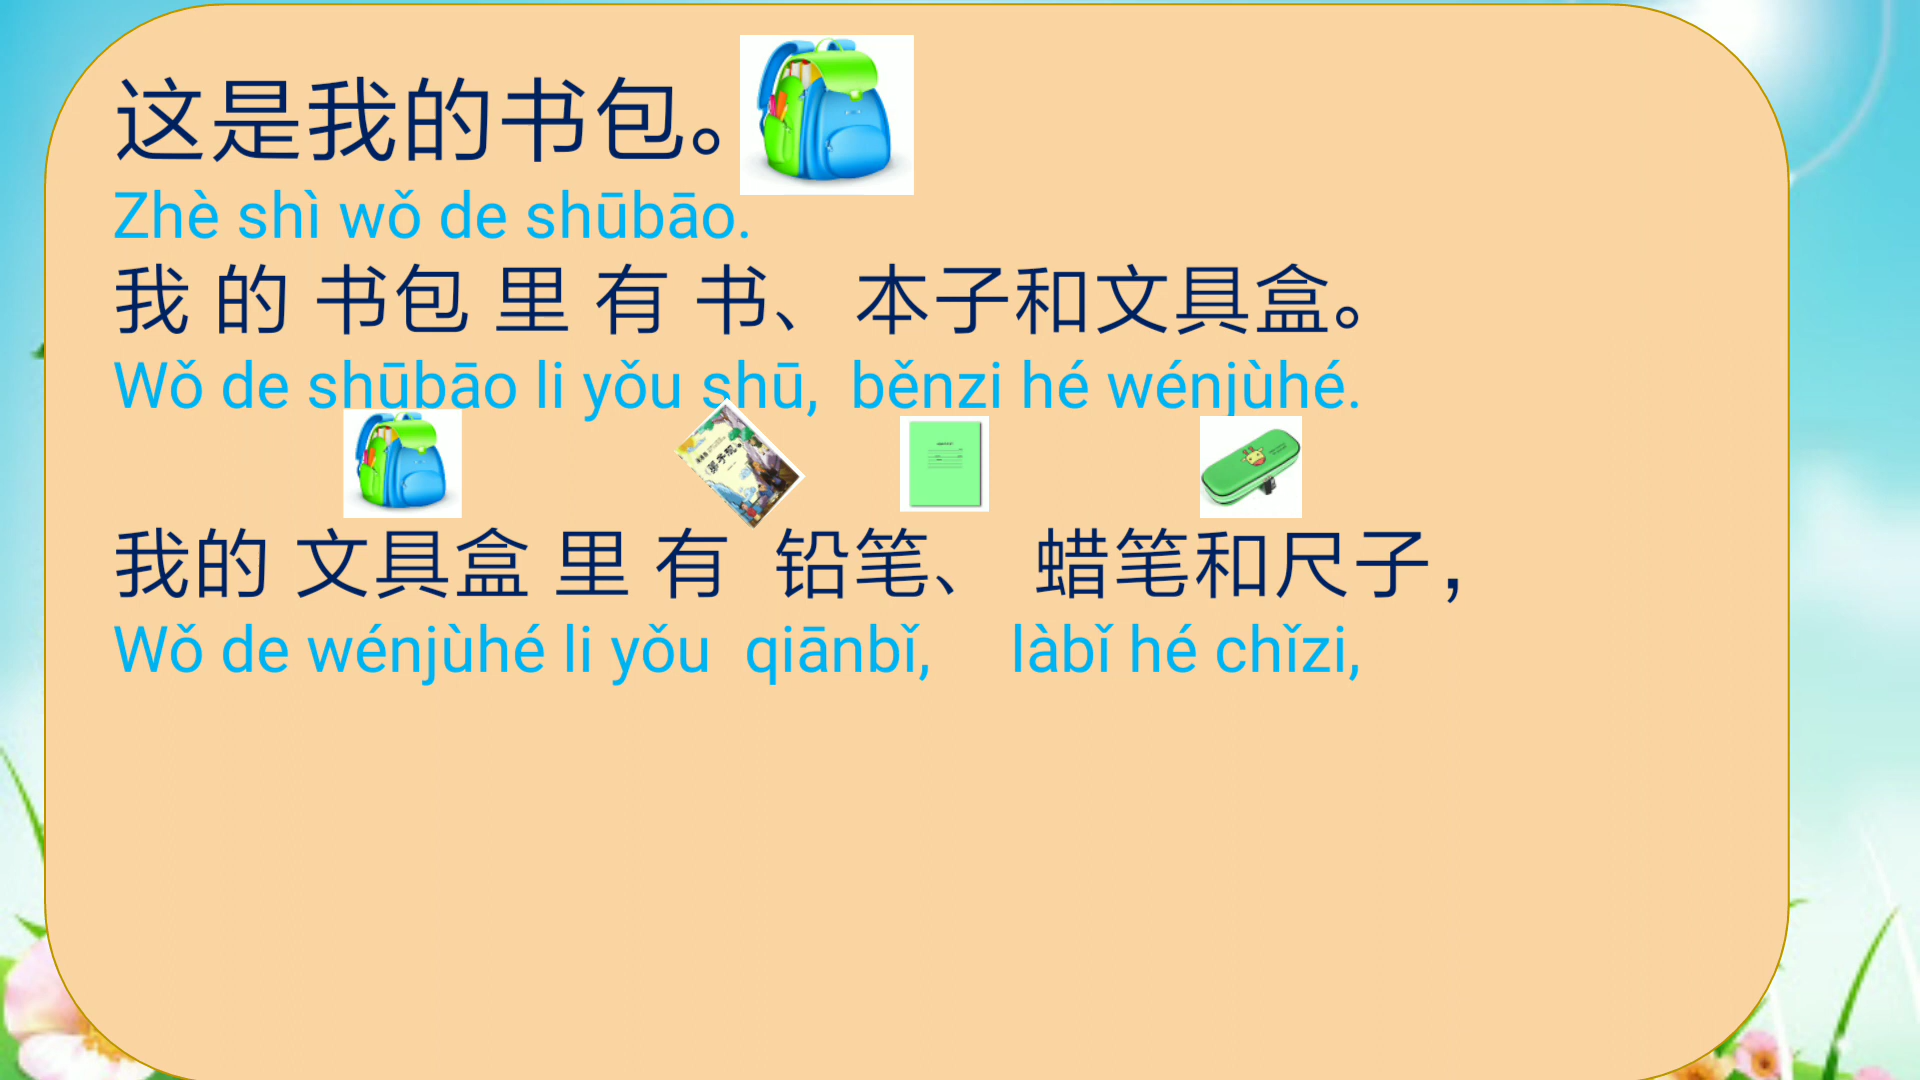 这是我的书包。
Zhè shì wǒ de shūbāo.
我 的 书包 里 有 书、本子和文具盒。
Wǒ de shūbāo li yǒu shū, běnzi hé wénjùhé.
我的 文具盒 里 有 铅笔、 蜡笔和尺子，
Wǒ de wénjùhé li yǒu qiānbǐ, làbǐ hé chǐzi,